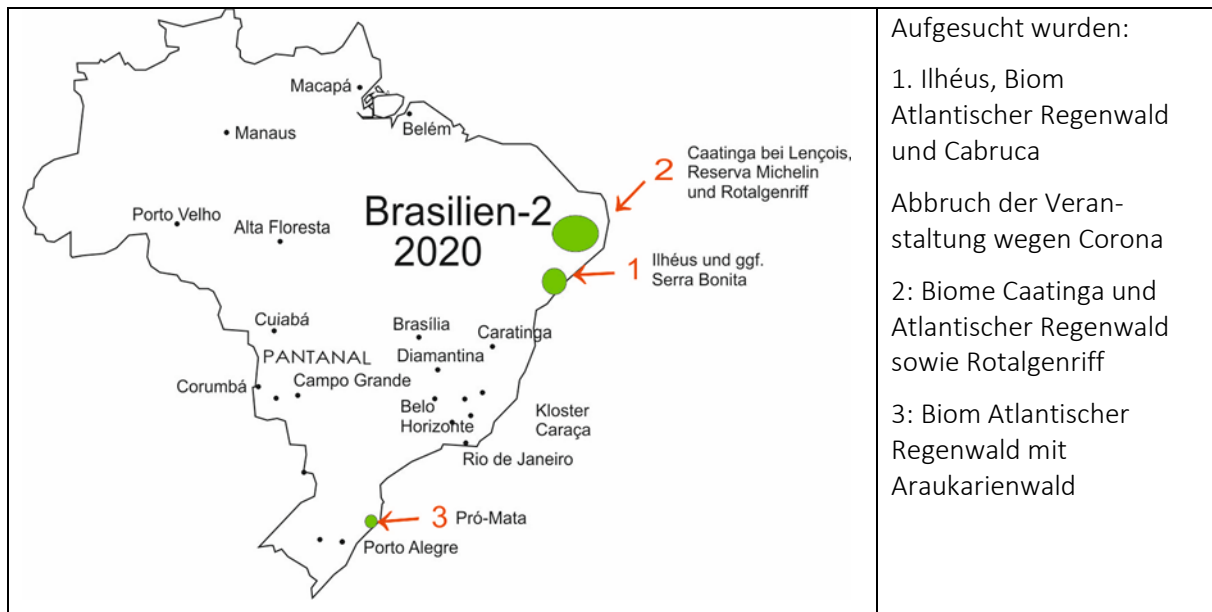 Macapá
Belém
Manaus
2 Caatinga bei Lençois,
Reserva Michelin
und Rotalgenriff
Porto Velho
Alta Floresta
Brasilien-2
2020
1 Ilhéus und ggf.
Serra Bonita
Cuiabá
Brasília
Caratinga
PANTANAL
Diamantina
Corumbá
Campo Grande
Belo
Horizonte
Kloster
Caraça
Rio de Janeiro
3 Pró-Mata
Porto Alegre
Aufgesucht wurden:
1. Ilhéus, Biom
Atlantischer Regenwald
und Cabruca
Abbruch der Veran-
staltung wegen Corona
2: Biome Caatinga und
Atlantischer Regenwald
sowie Rotalgenriff
3: Biom Atlantischer
Regenwald mit
Araukarienwald